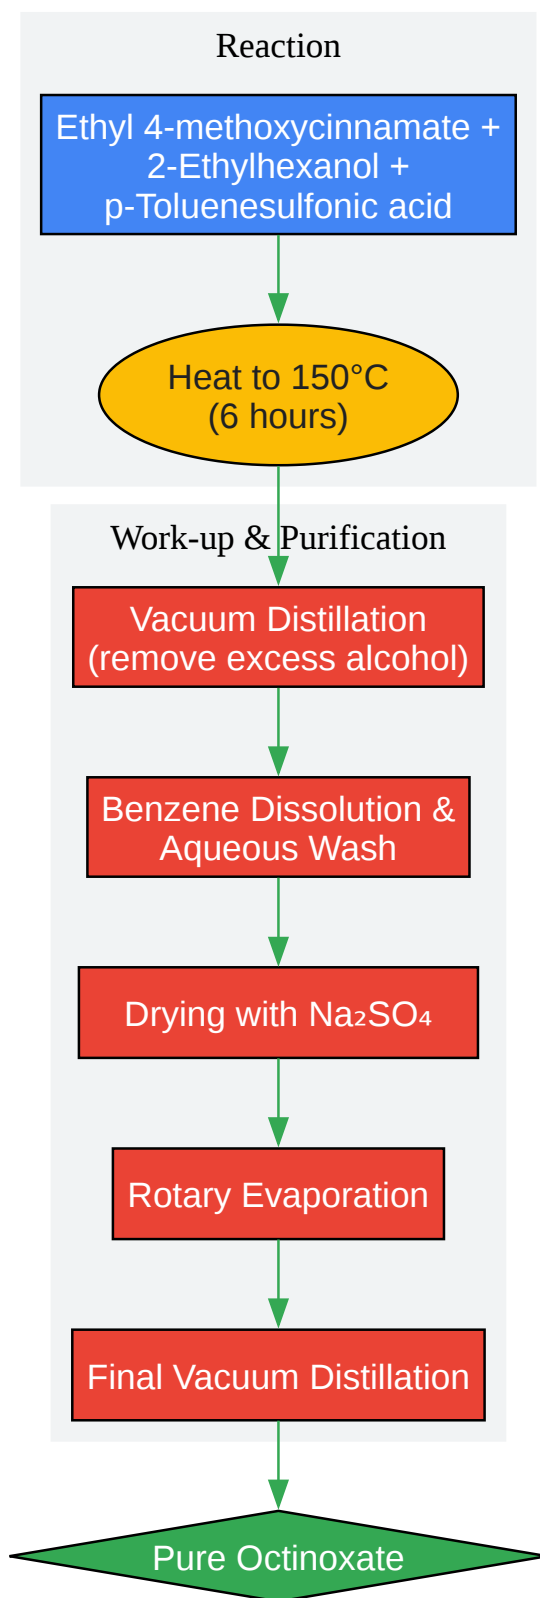 Reaction
Ethyl 4-methoxycinnamate +
2-Ethylhexanol +
p-Toluenesulfonic acid
Heat to 150°C
(6 hours)
Work-up & Purification
Vacuum Distillation
(remove excess alcohol)
Benzene Dissolution &
Aqueous Wash
Drying with Na₂SO₄
Rotary Evaporation
Final Vacuum Distillation
Pure Octinoxate